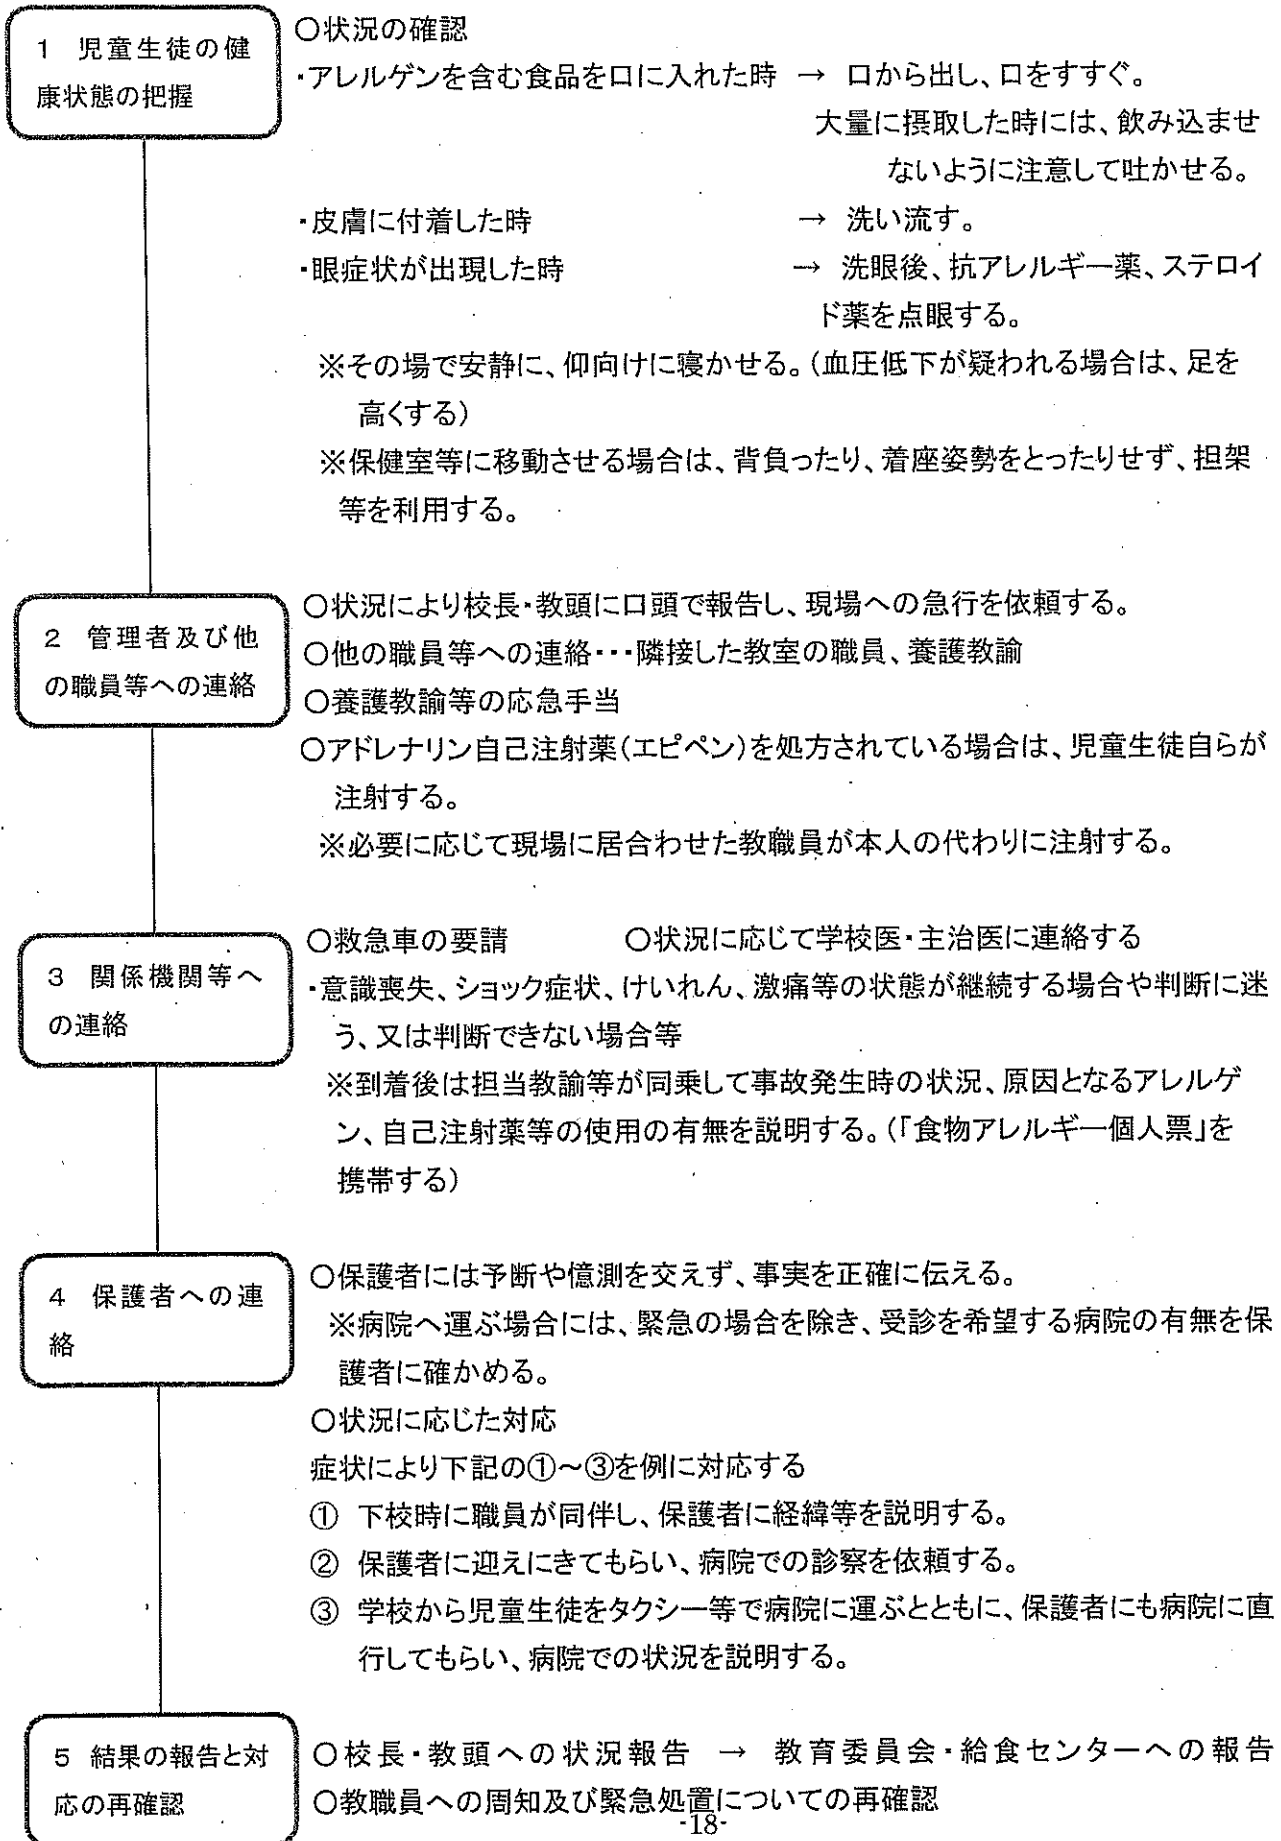 1 児童生徒の健
康状態の把握
○状況の確認
・アレルゲンを含む食品を口に入れた時 → 口から出し、口をすすぐ。
大量に摂取した時には、飲み込ませ
ないように注意して吐かせる。
・皮膚に付着した時 → 洗い流す。
・眼症状が出現した時 → 洗眼後、抗アレルギー薬、ステロイ
ド薬を点眼する。
※その場で安静に、仰向けに寝かせる。(血圧低下が疑われる場合は、足を
高くする)
※保健室等に移動させる場合は、背負ったり、着座姿勢をとったりせず、担架
等を利用する。
2 管理者及び他
の職員等への連絡
○状況により校長・教頭に口頭で報告し、現場への急行を依頼する。
○他の職員等への連絡・・・隣接した教室の職員、養護教諭
○養護教諭等の応急手当
○アドレナリン自己注射薬(エピペン)を処方されている場合は、児童生徒自らが
注射する。
※必要に応じて現場に居合わせた教職員が本人の代わりに注射する。
3 関係機関等へ
の連絡
○救急車の要請 ○状況に応じて学校医・主治医に連絡する
・意識喪失、ショック症状、けいれん、激痛等の状態が継続する場合や判断に迷
う、又は判断できない場合等
※到着後は担当教諭等が同乗して事故発生時の状況、原因となるアレルゲ
ン、自己注射薬等の使用の有無を説明する。(「食物アレルギー個人票」を
携帯する)
4 保護者への連
絡
○保護者には予断や憶測を交えず、事実を正確に伝える。
※病院へ運ぶ場合には、緊急の場合を除き、受診を希望する病院の有無を保
護者に確かめる。
○状況に応じた対応
症状により下記の①～③を例に対応する
① 下校時に職員が同伴し、保護者に経緯等を説明する。
② 保護者に迎えにきてもらい、病院での診察を依頼する。
③ 学校から児童生徒をタクシー等で病院に運ぶとともに、保護者にも病院に直
行してもらい、病院での状況を説明する。
5 結果の報告と対
応の再確認
○校長・教頭への状況報告 → 教育委員会・給食センターへの報告
○教職員への周知及び緊急処置についての再確認
-18-